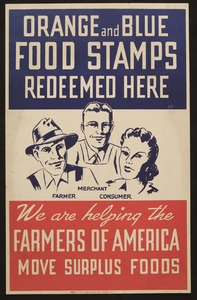 ORANGE and BLUE
FOOD STAMPS
REDEEMED HERE
MERCHANT
FARMER CONSUMER
We are helping the
FARMERS OF AMERICA
MOVE SURPLUS FOODS